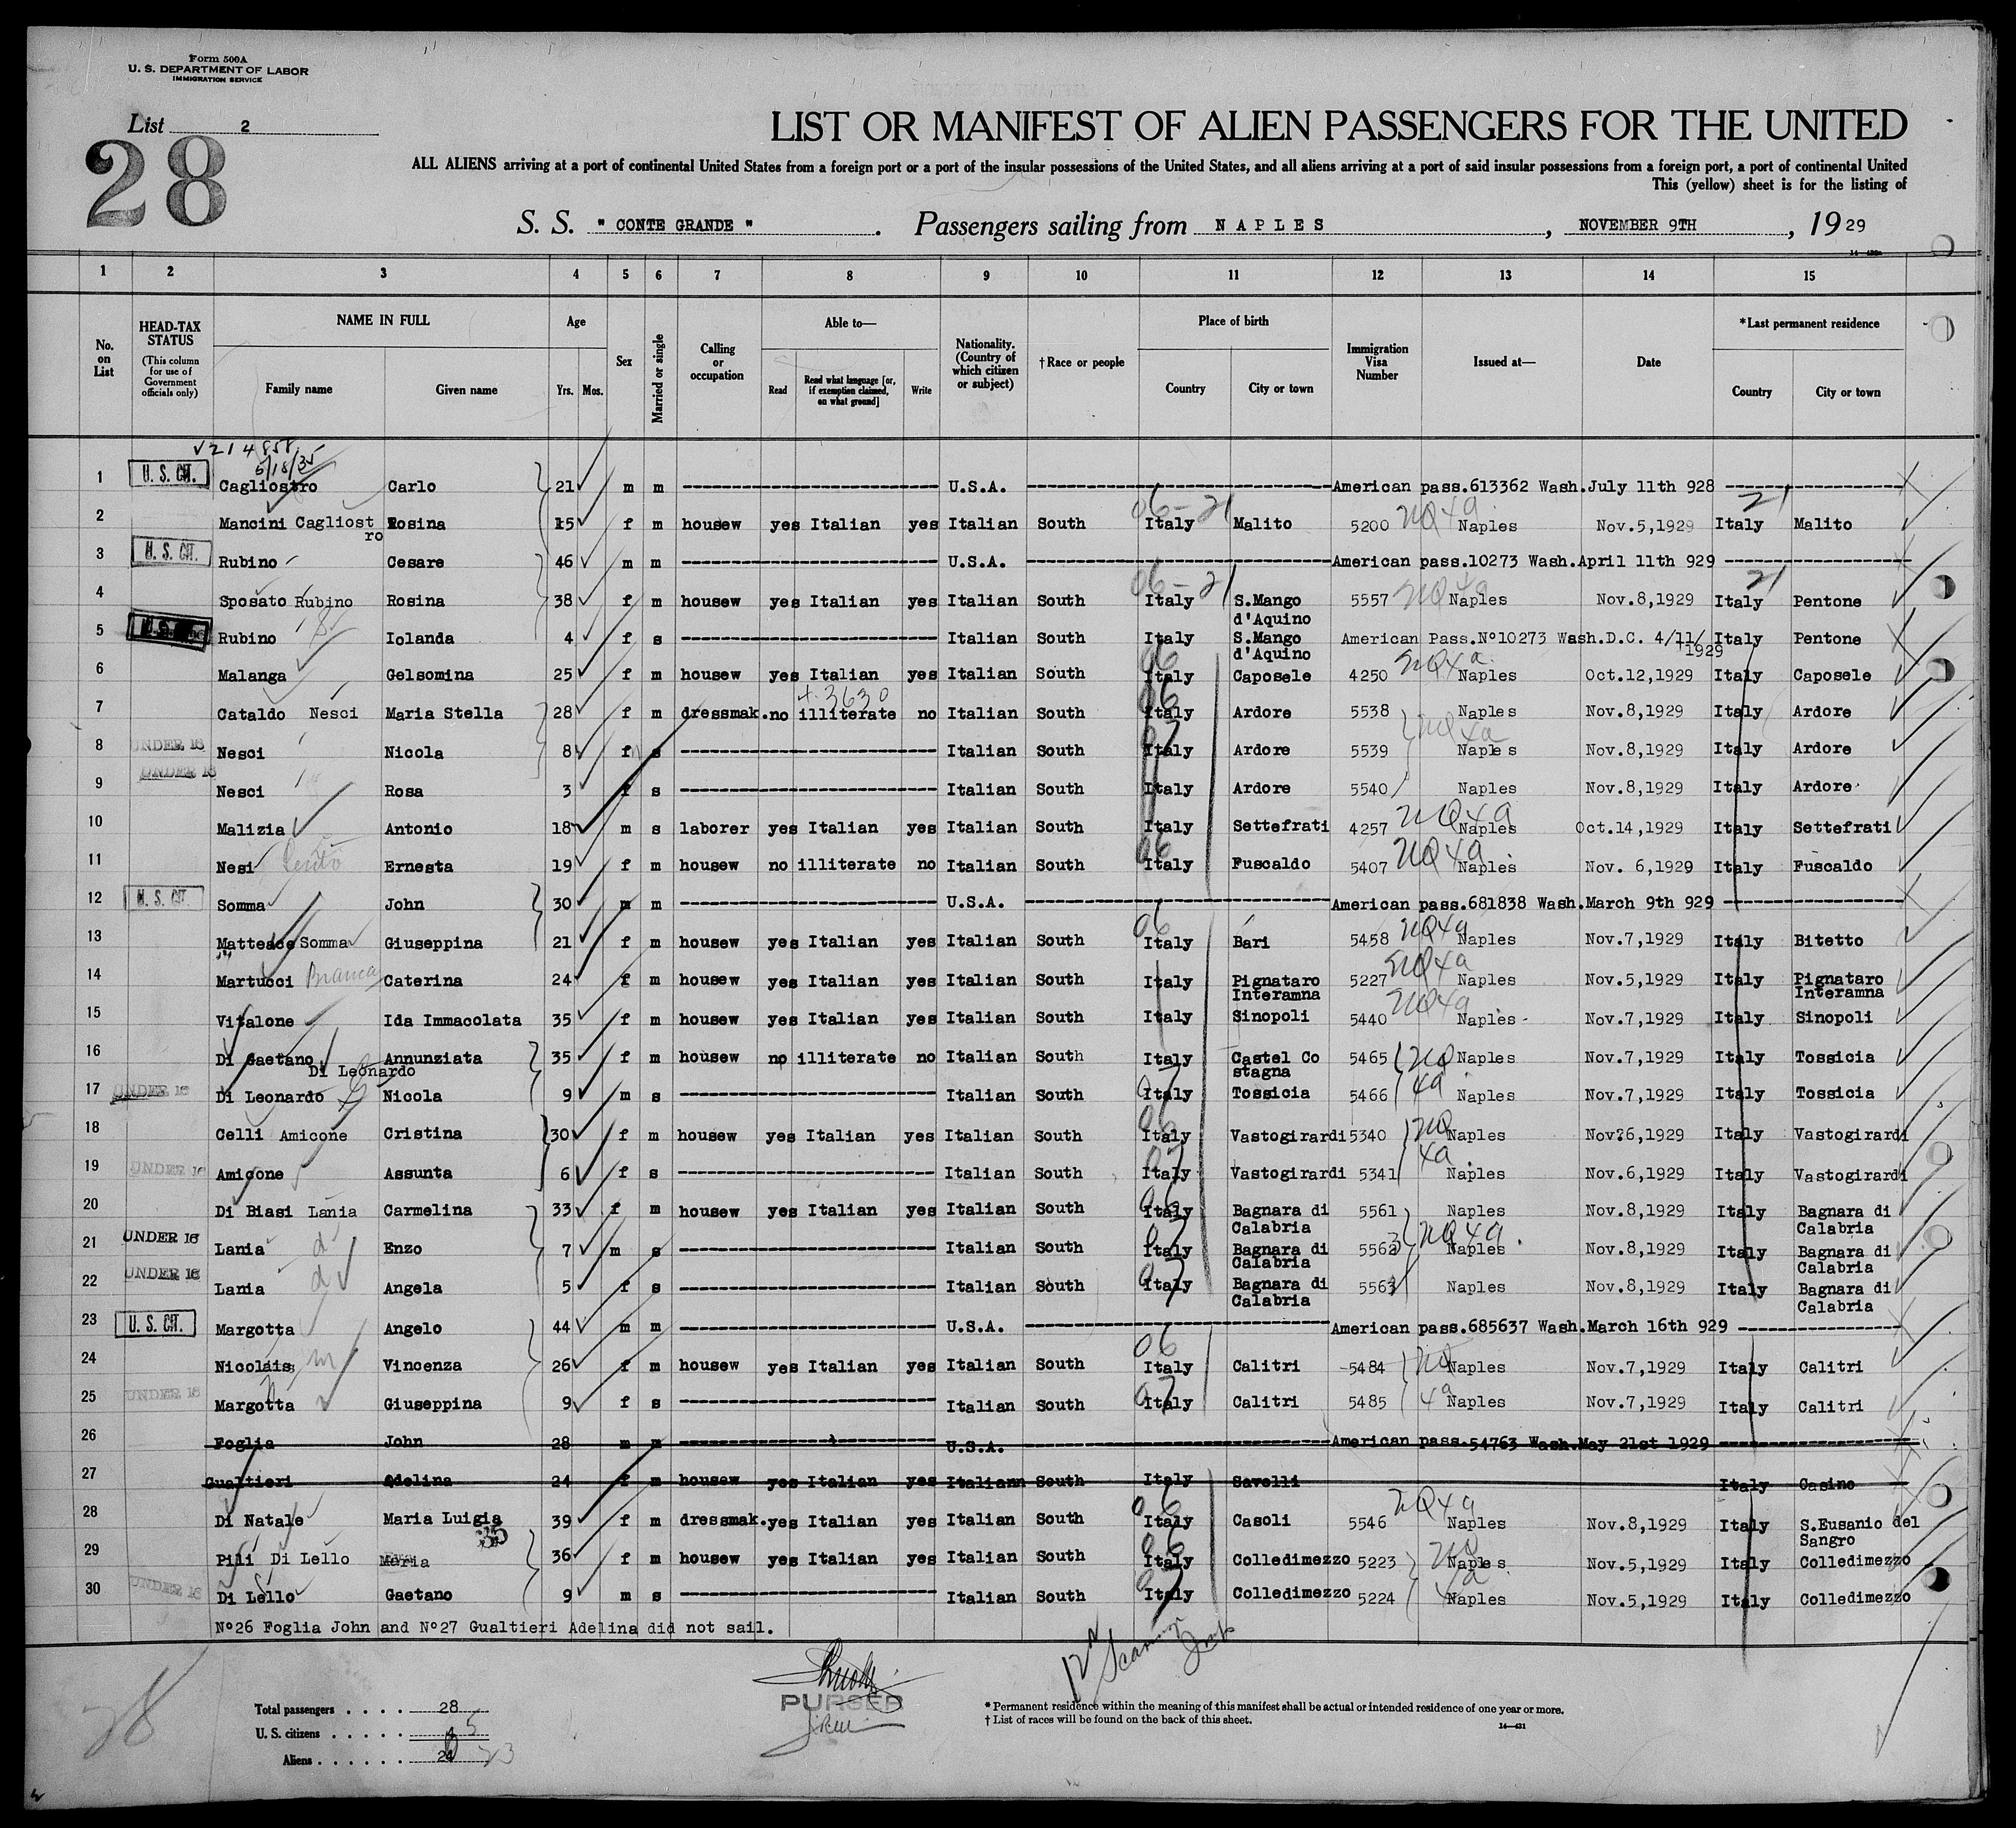 Form 500A
U. S. DEPARTMENT OF LABOR
IMMIGRATION SERVICE
List 2
28
LIST OR MANIFEST OF ALIEN PASSENGERS FOR THE UNITED
ALL ALIENS arriving at a port of continental United States from a foreign port or a port of the insular possessions of the United States, and all aliens arriving at a port of said insular possessions from a foreign port, a port of continental United
This (yellow) sheet is for the listing of
S. S. " CONTE GRANDE " . Passengers sailing from NAPLES , NOVEMBER 9TH , 19 29
1 2 3 4 5 6 7 8 9 10 11 12 13 14 15
No. on List
HEAD-TAX STATUS (This column for use of Government officials only)
NAME IN FULL Family name Given name
Age Yrs. Mos.
Sex
Married or single
Calling or occupation
Able to— Read Read what language [or, if exemption claimed, on what ground] Write
Nationality. (Country of which citizen or subject)
†Race or people
Place of birth Country City or town
Immigration Visa Number
Issued at—
Date
*Last permanent residence Country City or town
214858
5/18/35
1 U. S. CIT. Cagliostro Carlo 21 m m U.S.A. American pass.613362 Wash.July 11th 928
2 Mancini Cagliostro Rosina 15 f m housew yes Italian yes Italian South Italy Malito 5200 NQ4a Naples Nov.5,1929 Italy Malito
3 U. S. CIT. Rubino Cesare 46 m m U.S.A. American pass.10273 Wash.April 11th 929
4 Sposato Rubino Rosina 38 f m housew yes Italian yes Italian South Italy S.Mango d'Aquino 5557 NQ4a Naples Nov.8,1929 Italy Pentone
5 Rubino Iolanda 4 f s Italian South Italy S.Mango d'Aquino American Pass.Nº10273 Wash.D.C. 4/11/1929 Italy Pentone
6 Malanga Gelsomina 25 f m housew yes Italian yes Italian South Italy Caposele 4250 NQ4a Naples Oct.12,1929 Italy Caposele
7 Cataldo Nesci Maria Stella 28 f m dressmak. no illiterate no Italian South Italy Ardore 5538 Naples Nov.8,1929 Italy Ardore
8 UNDER 16 Nesci Nicola 8 f s Italian South Italy Ardore 5539 NQ4a Naples Nov.8,1929 Italy Ardore
9 UNDER 16 Nesci Rosa 3 f s Italian South Italy Ardore 5540 Naples Nov.8,1929 Italy Ardore
10 Malizia Antonio 18 m s laborer yes Italian yes Italian South Italy Settefrati 4257 NQ4a Naples Oct.14,1929 Italy Settefrati
11 Nesi Ernesta 19 f m housew no illiterate no Italian South Italy Fuscaldo 5407 NQ4a Naples Nov. 6,1929 Italy Fuscaldo
12 U. S. CIT. Somma John 30 m m U.S.A. American pass.681838 Wash.March 9th 929
13 Matteace Somma Giuseppina 21 f m housew yes Italian yes Italian South Italy Bari 5458 NQ4a Naples Nov.7,1929 Italy Bitetto
14 Martucci Branca Caterina 24 f m housew yes Italian yes Italian South Italy Pignataro Interamna 5227 NQ4a Naples Nov.5,1929 Italy Pignataro Interamna
15 Vitalone Ida Immacolata 35 f m housew yes Italian yes Italian South Italy Sinopoli 5440 NQ4a Naples Nov.7,1929 Italy Sinopoli
16 Di Gaetano Di Leonardo Annunziata 35 f m housew no illiterate no Italian South Italy Castel Costagna 5465 NQ Naples Nov.7,1929 Italy Tossicia
17 UNDER 16 Di Leonardo Nicola 9 m s Italian South Italy Tossicia 5466 4a Naples Nov.7,1929 Italy Tossicia
18 Celli Amicone Cristina 30 f m housew yes Italian yes Italian South Italy Vastogirardi 5340 NQ Naples Nov?6,1929 Italy Vastogirardi
19 UNDER 16 Amicone Assunta 6 f s Italian South Italy Vastogirardi 5341 4a Naples Nov.6,1929 Italy Vastogirardi
20 Di Biasi Lania Carmelina 33 f m housew yes Italian yes Italian South Italy Bagnara di Calabria 5561 Naples Nov.8,1929 Italy Bagnara di Calabria
21 UNDER 16 Lania Enzo 7 m s Italian South Italy Bagnara di Calabria 5562 NQ4a Naples Nov.8,1929 Italy Bagnara di Calabria
22 UNDER 16 Lania Angela 5 f s Italian South Italy Bagnara di Calabria 5563 Naples Nov.8,1929 Italy Bagnara di Calabria
23 U. S. CIT. Margotta Angelo 44 m m U.S.A. American pass.685637 Wash.March 16th 929
24 Nicolais Vincenza 26 f m housew yes Italian yes Italian South Italy Calitri 5484 NQ Naples Nov.7,1929 Italy Calitri
25 UNDER 16 Margotta Giuseppina 9 f s Italian South Italy Calitri 5485 4a Naples Nov.7,1929 Italy Calitri
26 Foglia John 28 m m U.S.A. American pass.54763 Wash.May 21st 1929
27 Gualtieri Adelina 24 f m housew yes Italian yes Italiann South Italy Savelli Italy Casino
28 Di Natale Maria Luigia 39 f m dressmak. yes Italian yes Italian South Italy Casoli 5546 NQ4a Naples Nov.8,1929 Italy S.Eusanio del Sangro
29 Pili Di Lello Maria 36 f m housew yes Italian yes Italian South Italy Colledimezzo 5223 NQ Naples Nov.5,1929 Italy Colledimezzo
30 UNDER 16 Di Lello Gaetano 9 m s Italian South Italy Colledimezzo 5224 4a Naples Nov.5,1929 Italy Colledimezzo
Nº26 Foglia John and Nº27 Gualtieri Adelina did not sail.
28
PURSER
Total passengers . . . . 28
U. S. citizens . . . . . 4 5
Aliens . . . . . . 24 23
* Permanent residence within the meaning of this manifest shall be actual or intended residence of one year or more.
† List of races will be found on the back of this sheet.
14—431